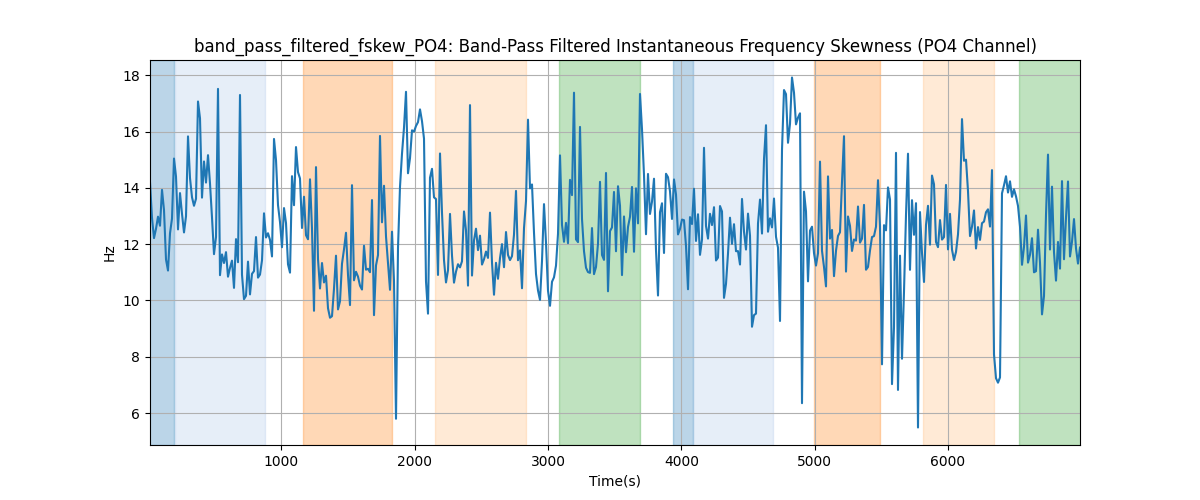 band_pass_filtered_fskew_PO4: Band-Pass Filtered Instantaneous Frequency Skewness (PO4 Channel)
18
16
14
12
10
8
6
Hz
1000 2000 3000 4000 5000 6000
Time(s)